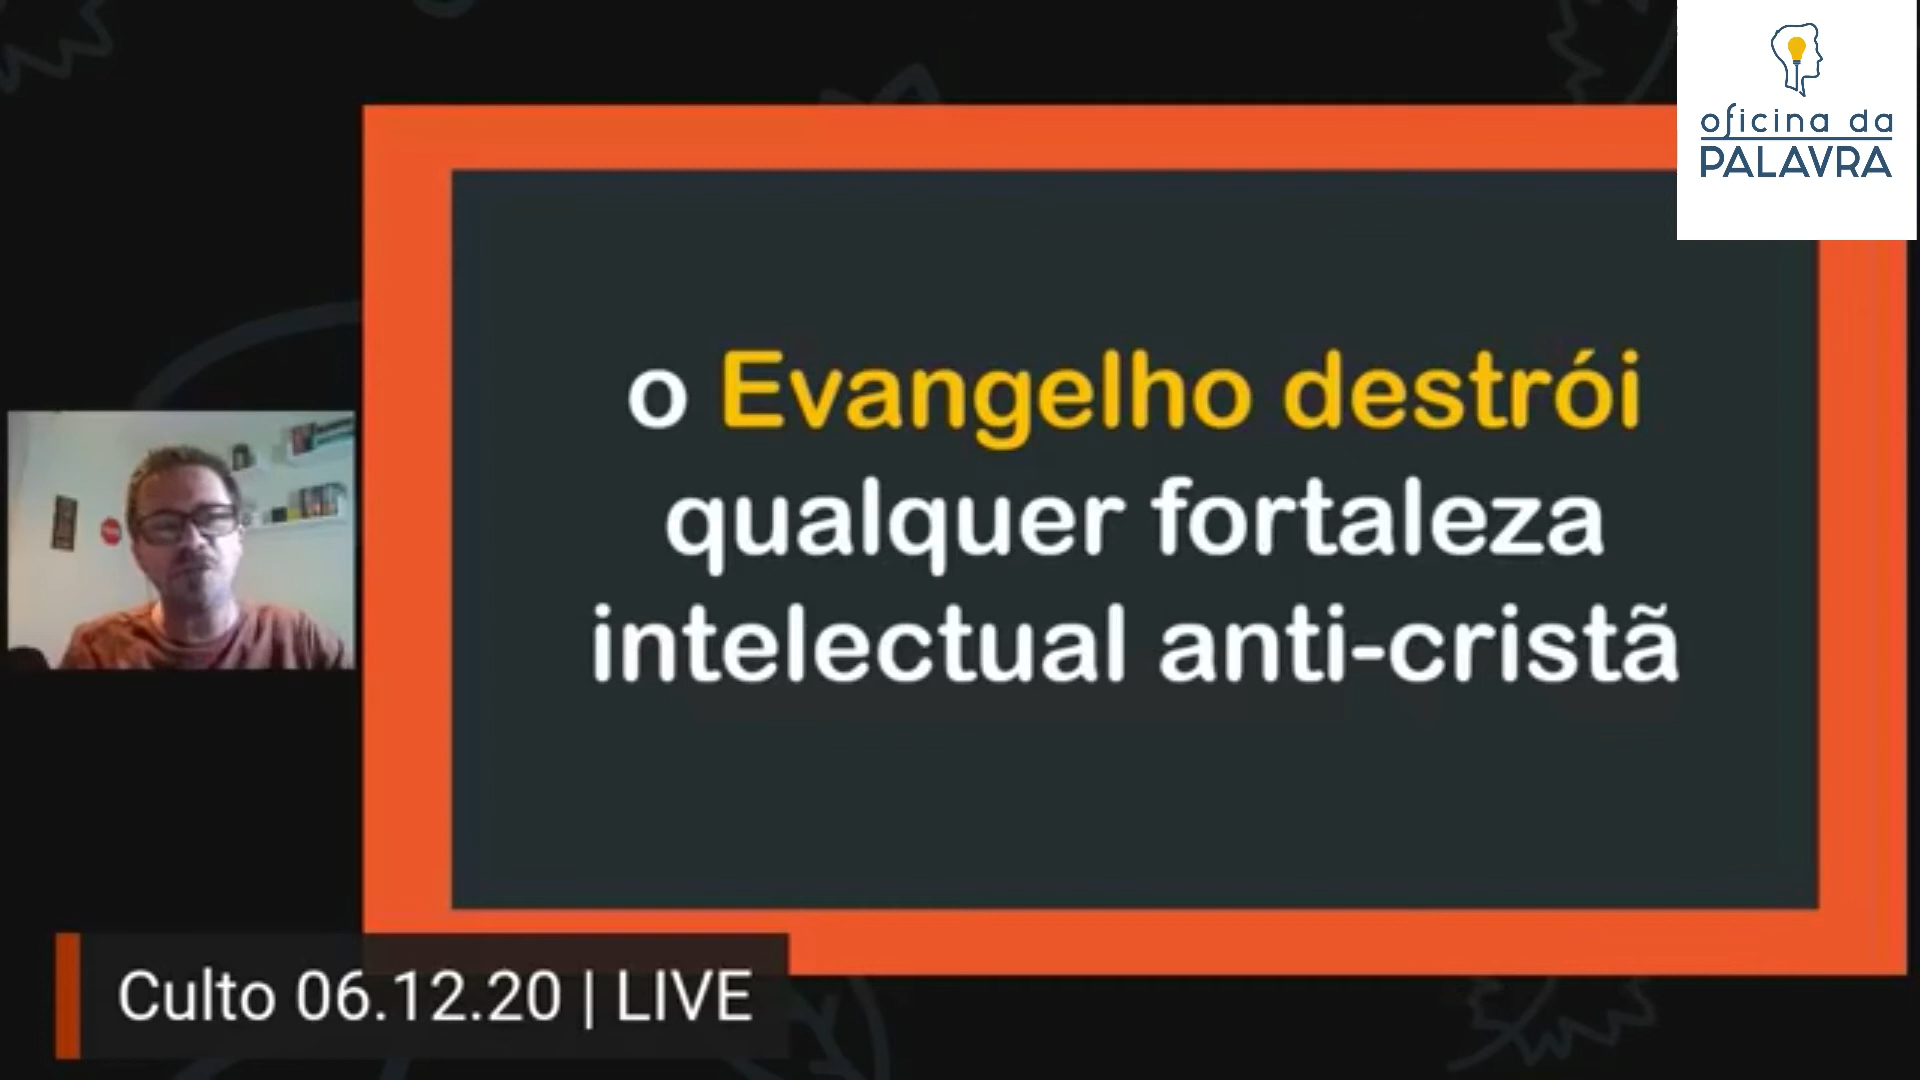 oficina da
PALAVRA
o Evangelho destrói
qualquer fortaleza
intelectual anti-cristã
Culto 06.12.20 | LIVE